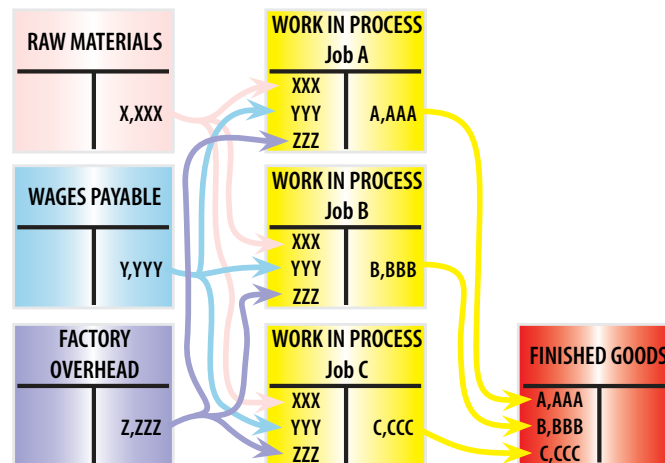 RAW MATERIALS
X,XXX
WORK IN PROCESS
Job A
XXX
YYY
ZZZ
A,AAA
WAGES PAYABLE
Y,YYY
WORK IN PROCESS
Job B
XXX
YYY
ZZZ
B,BBB
FACTORY
OVERHEAD
Z,ZZZ
WORK IN PROCESS
Job C
XXX
YYY
ZZZ
C,CCC
FINISHED GOODS
A,AAA
B,BBB
C,CCC